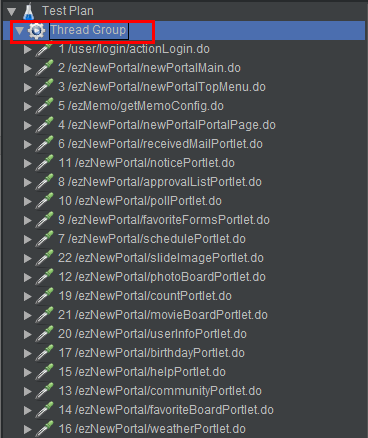 Test Plan
Thread Group
1 /user/login/actionLogin.do
2 /ezNewPortal/newPortalMain.do
3 /ezNewPortal/newPortalTopMenu.do
5 /ezMemo/getMemoConfig.do
4 /ezNewPortal/newPortalPortalPage.do
6 /ezNewPortal/receivedMailPortlet.do
11 /ezNewPortal/noticePortlet.do
8 /ezNewPortal/approvalListPortlet.do
10 /ezNewPortal/pollPortlet.do
9 /ezNewPortal/favoriteFormsPortlet.do
7 /ezNewPortal/schedulePortlet.do
22 /ezNewPortal/slideImagePortlet.do
12 /ezNewPortal/photoBoardPortlet.do
19 /ezNewPortal/countPortlet.do
21 /ezNewPortal/movieBoardPortlet.do
20 /ezNewPortal/userInfoPortlet.do
17 /ezNewPortal/birthdayPortlet.do
15 /ezNewPortal/helpPortlet.do
13 /ezNewPortal/communityPortlet.do
14 /ezNewPortal/favoriteBoardPortlet.do
16 /ezNewPortal/weatherPortlet.do